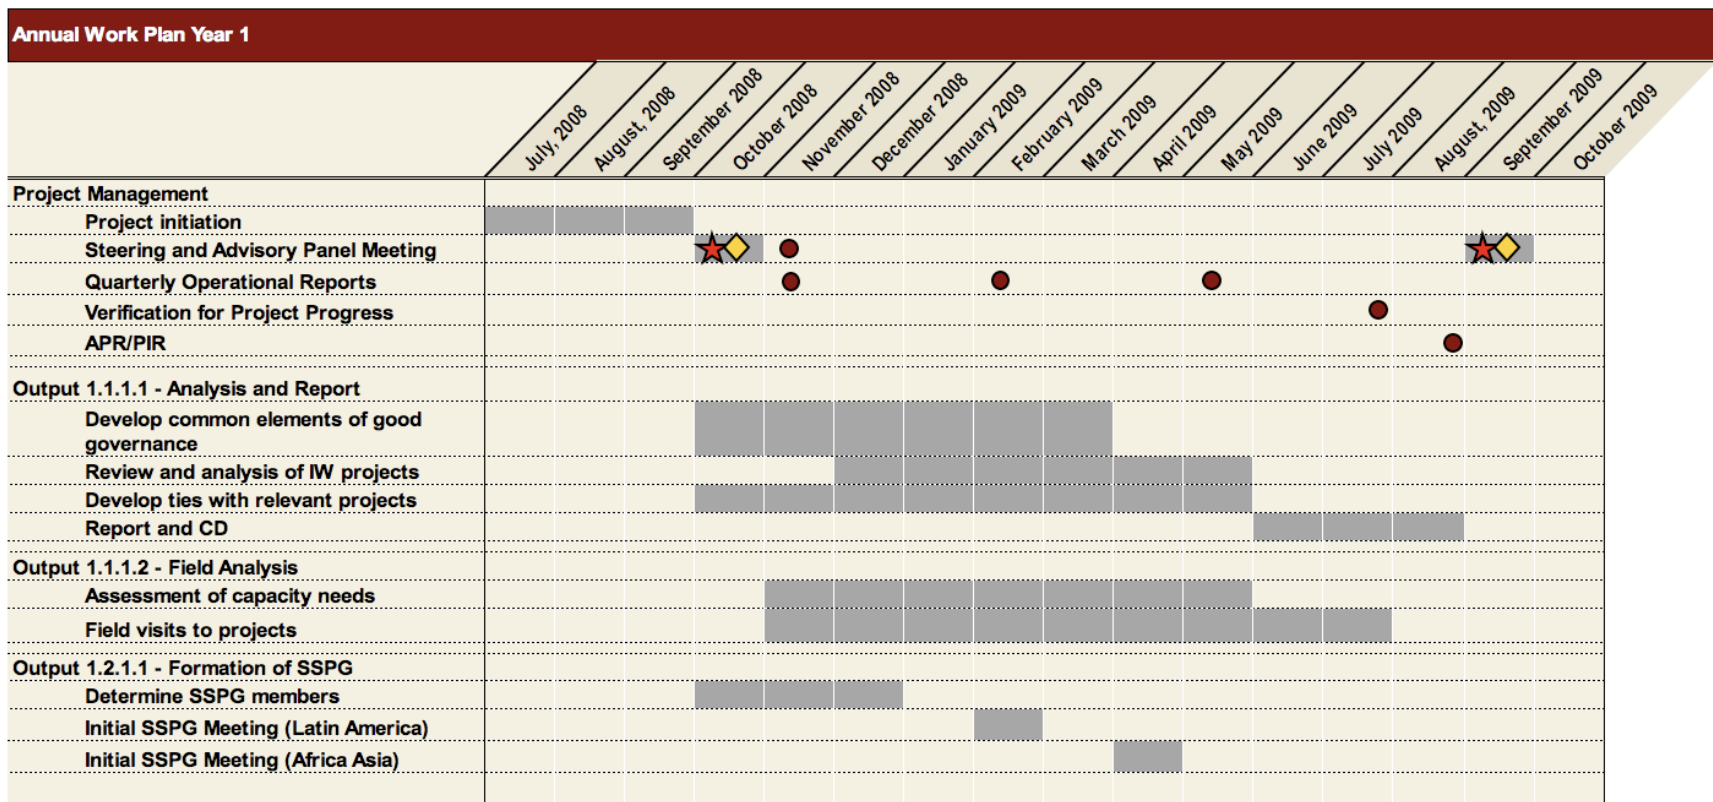 Annual Work Plan Year 1
July, 2008
August, 2008
September 2008
October 2008
November 2008
December 2008
January 2009
February 2009
March 2009
April 2009
May 2009
June 2009
July 2009
August, 2009
September 2009
October 2009
Project Management
Project initiation
Steering and Advisory Panel Meeting
Quarterly Operational Reports
Verification for Project Progress
APR/PIR
Output 1.1.1.1 - Analysis and Report
Develop common elements of good
governance
Review and analysis of IW projects
Develop ties with relevant projects
Report and CD
Output 1.1.1.2 - Field Analysis
Assessment of capacity needs
Field visits to projects
Output 1.2.1.1 - Formation of SSPG
Determine SSPG members
Initial SSPG Meeting (Latin America)
Initial SSPG Meeting (Africa Asia)